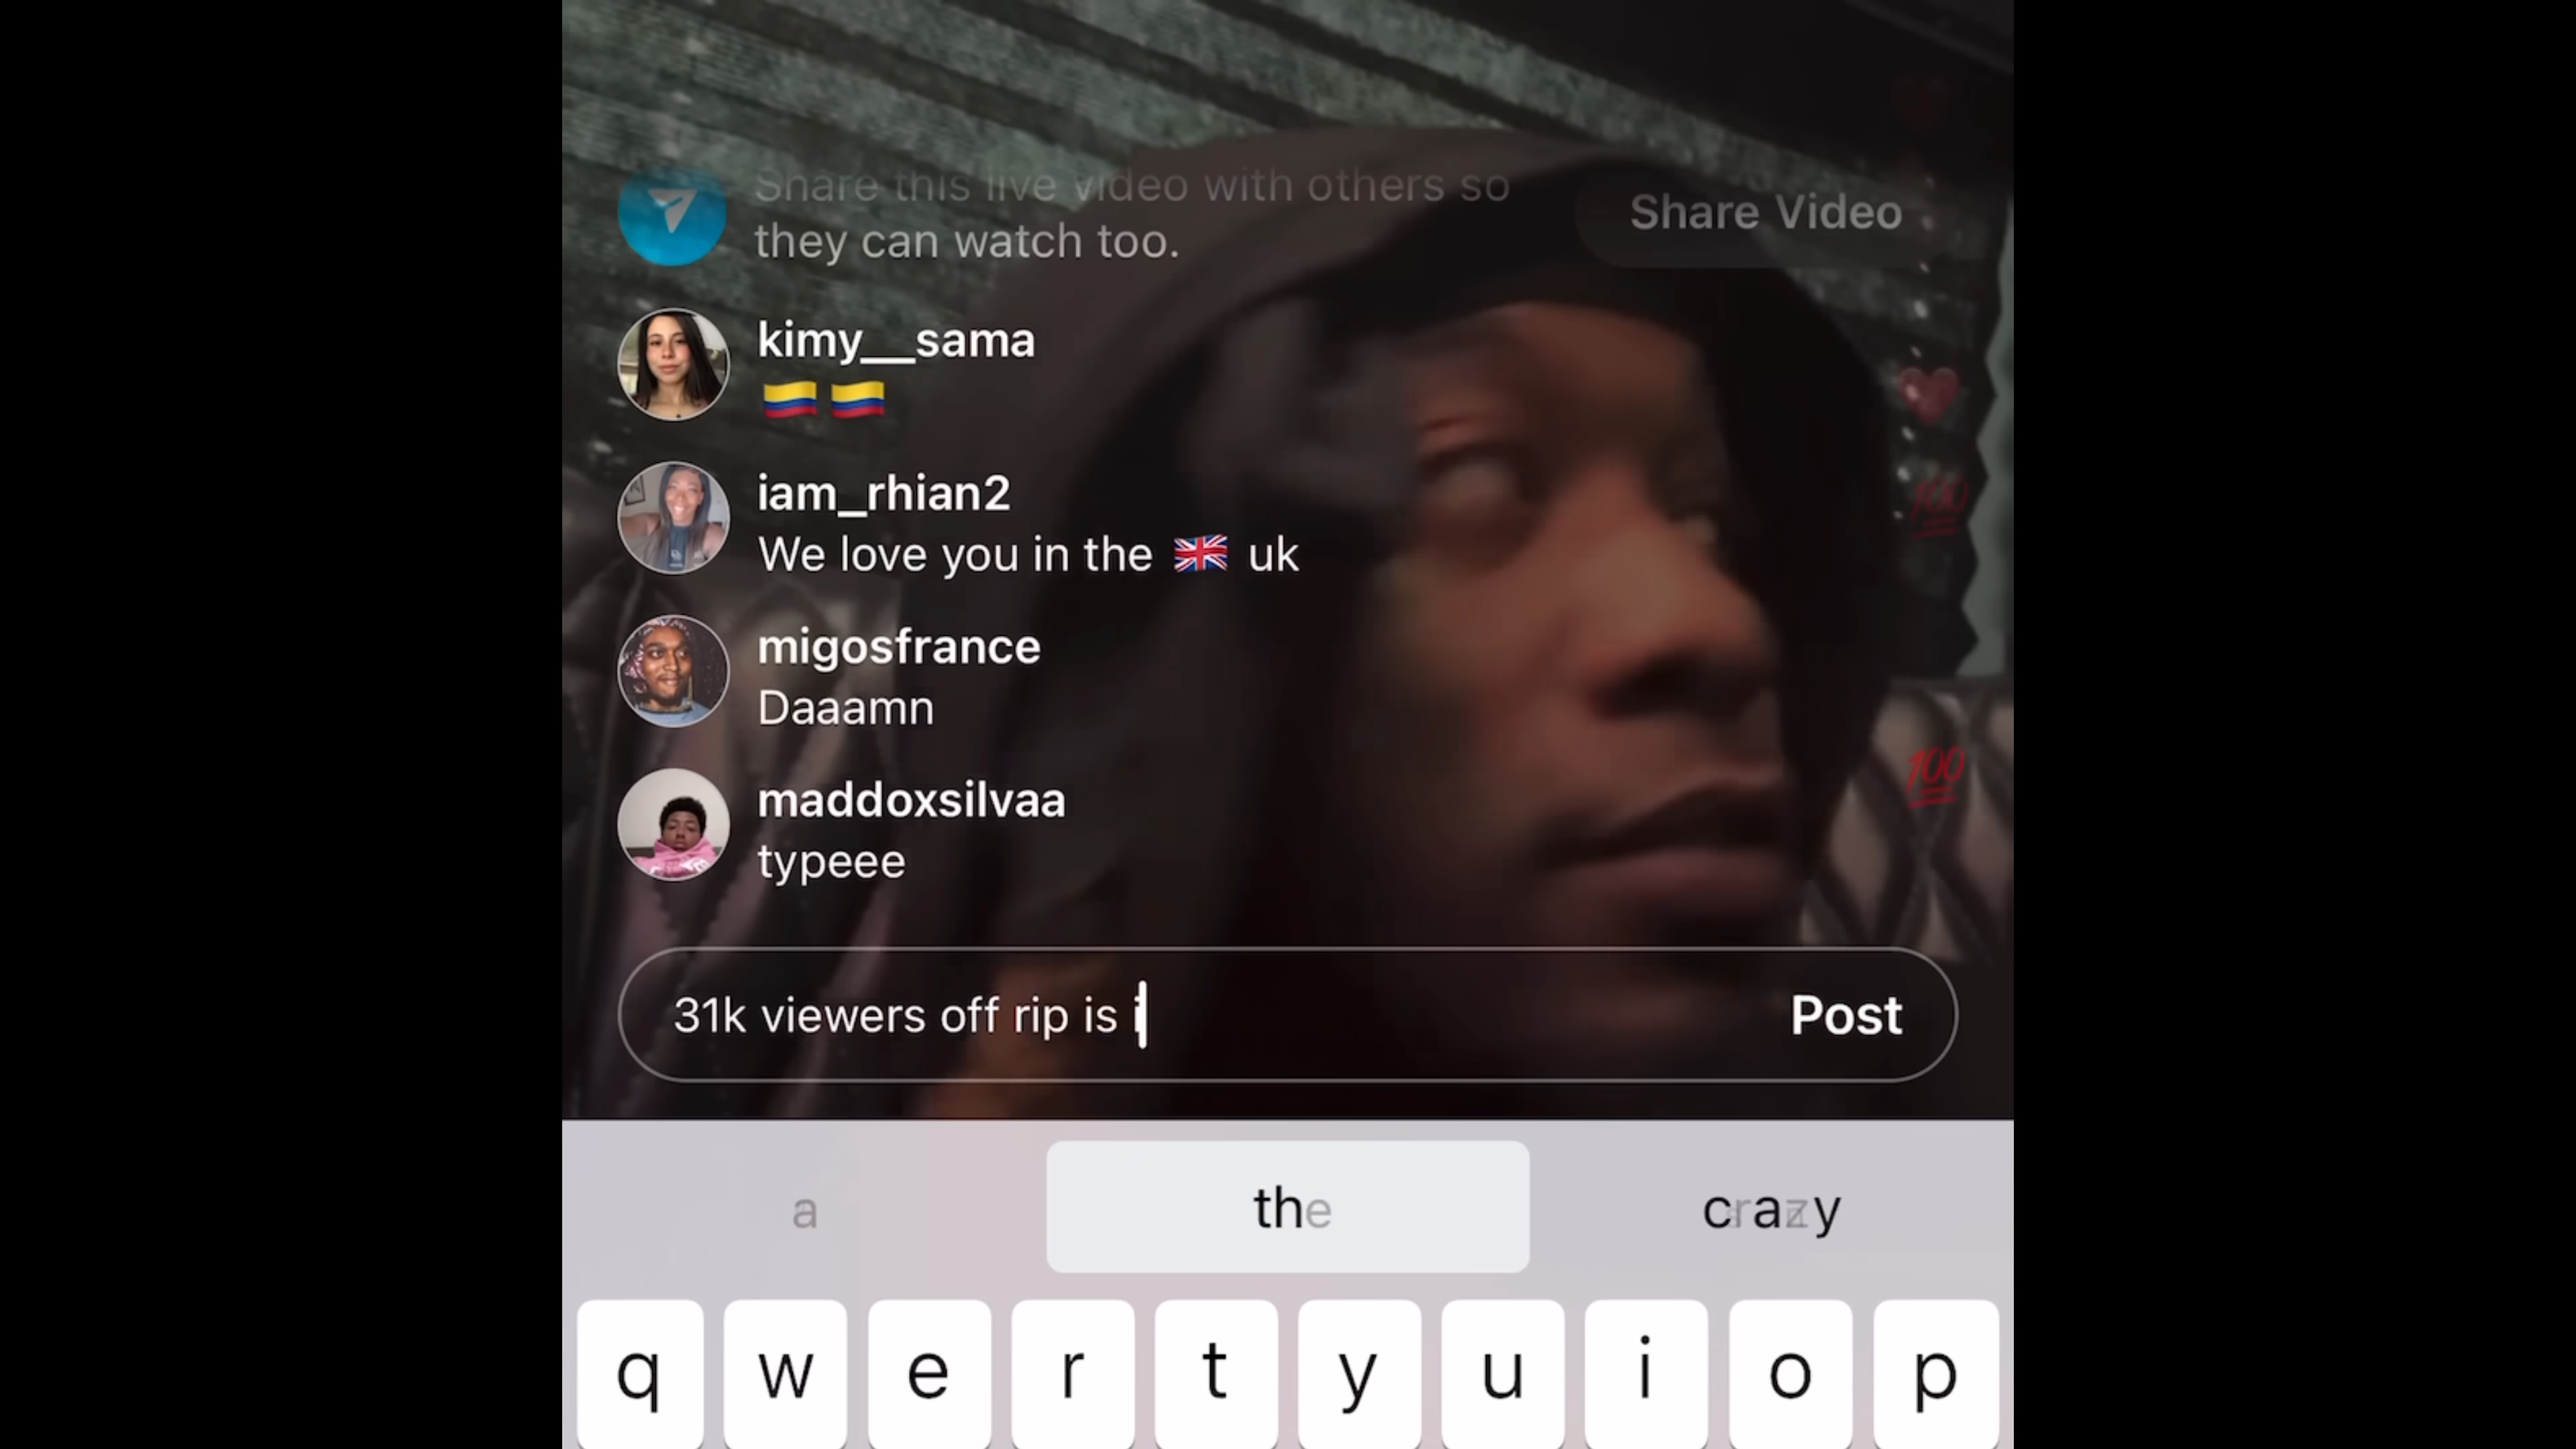 Share this live video with others so
they can watch too.
Share Video
kimy__sama
🇨🇴 🇨🇴
iam_rhian2
We love you in the 🇬🇧 uk
migosfrance
Daaamn
maddoxsilvaa
typeee
31k viewers off rip is
Post
a
the
crazy
q w e r t y u i o p
💯
💯